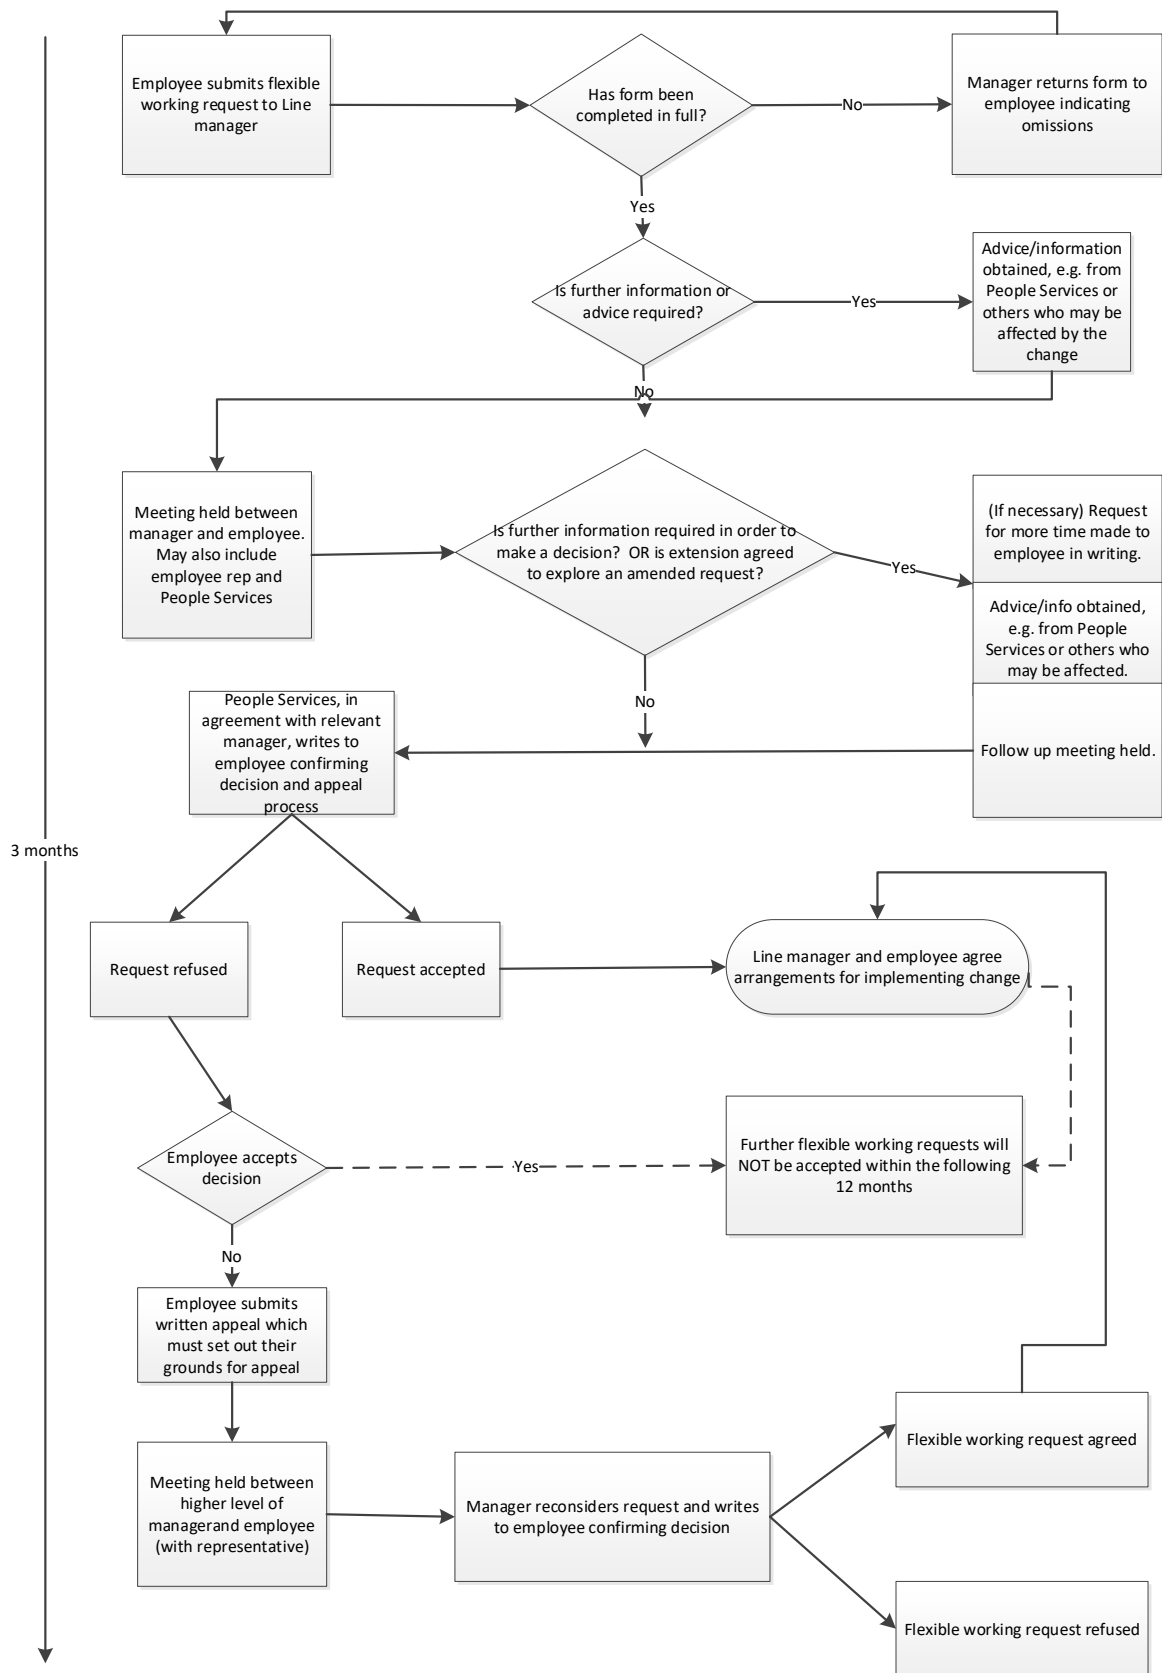 Employee submits flexible
working request to Line
manager
Has form been
completed in full?
No
Manager returns form to
employee indicating
omissions
Yes
Is further information or
advice required?
Yes
Advice/information
obtained, e.g. from
People Services or
others who may be
affected by the
change
No
Meeting held between
manager and employee.
May also include
employee rep and
People Services
Is further information required in order to
make a decision?  OR is extension agreed
to explore an amended request?
Yes
(If necessary) Request
for more time made to
employee in writing.
Advice/info obtained,
e.g. from People
Services or others who
may be affected.
No
Follow up meeting held.
People Services, in
agreement with relevant
manager, writes to
employee confirming
decision and appeal
process
3 months
Request refused
Request accepted
Line manager and employee agree
arrangements for implementing change
Employee accepts
decision
Yes
Further flexible working requests will
NOT be accepted within the following
12 months
No
Employee submits
written appeal which
must set out their
grounds for appeal
Meeting held between
higher level of
managerand employee
(with representative)
Manager reconsiders request and writes
to employee confirming decision
Flexible working request agreed
Flexible working request refused